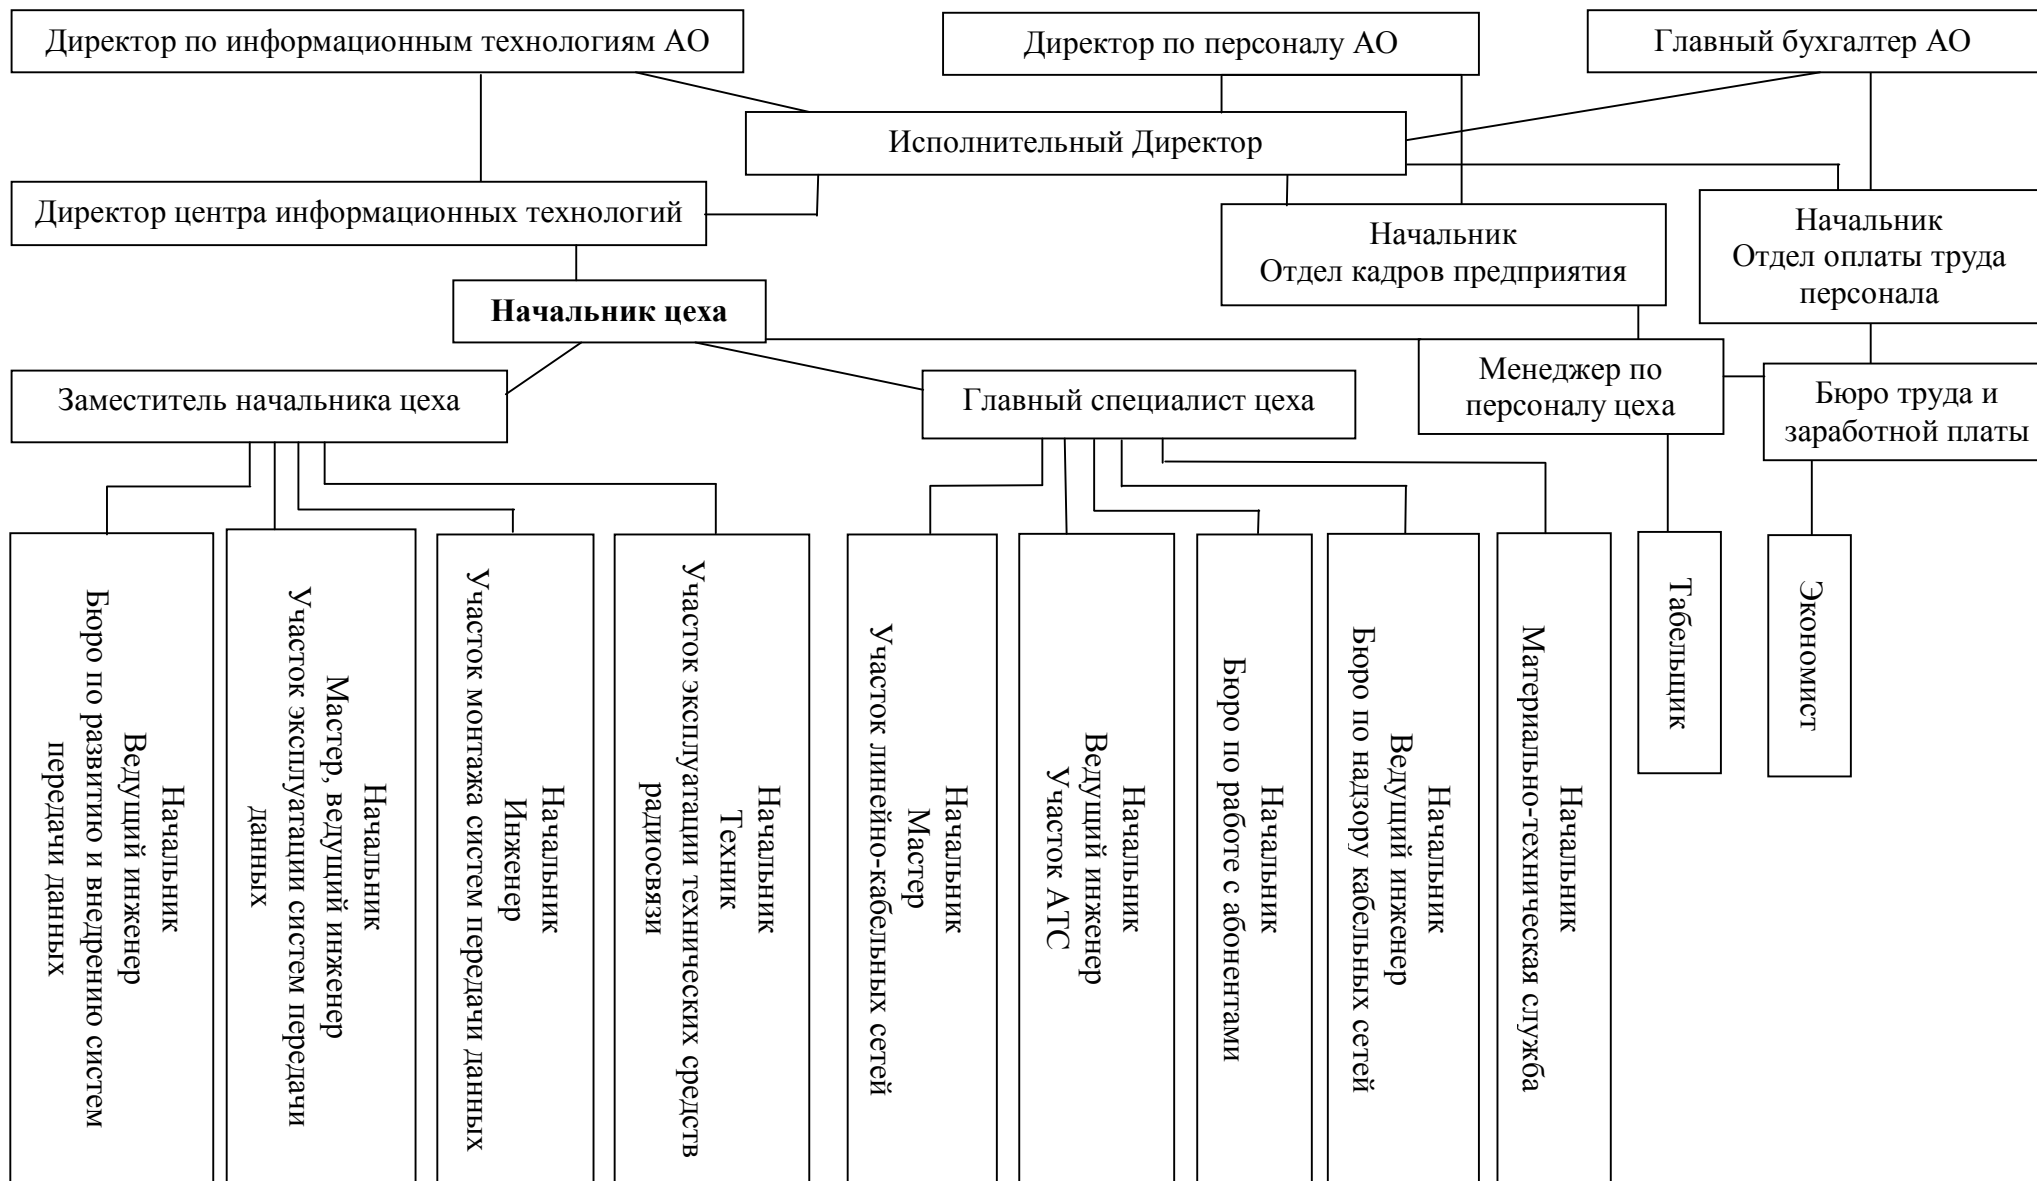 Директор по информационным технологиям АО
Директор по персоналу АО
Главный бухгалтер АО
Исполнительный Директор
Директор центра информационных технологий
Начальник
Отдел кадров предприятия
Начальник
Отдел оплаты труда
персонала
Начальник цеха
Заместитель начальника цеха
Главный специалист цеха
Менеджер по
персоналу цеха
Бюро труда и
заработной платы
Начальник
Ведущий инженер
Бюро по развитию и внедрению систем
передачи данных
Начальник
Мастер, ведущий инженер
Участок эксплуатации систем передачи
данных
Начальник
Инженер
Участок монтажа систем передачи данных
Начальник
Техник
Участок эксплуатации технических средств
радиосвязи
Начальник
Мастер
Участок линейно-кабельных сетей
Начальник
Ведущий инженер
Участок АТС
Начальник
Бюро по работе с абонентами
Начальник
Ведущий инженер
Бюро по надзору кабельных сетей
Начальник
Материально-техническая служба
Табельщик
Экономист